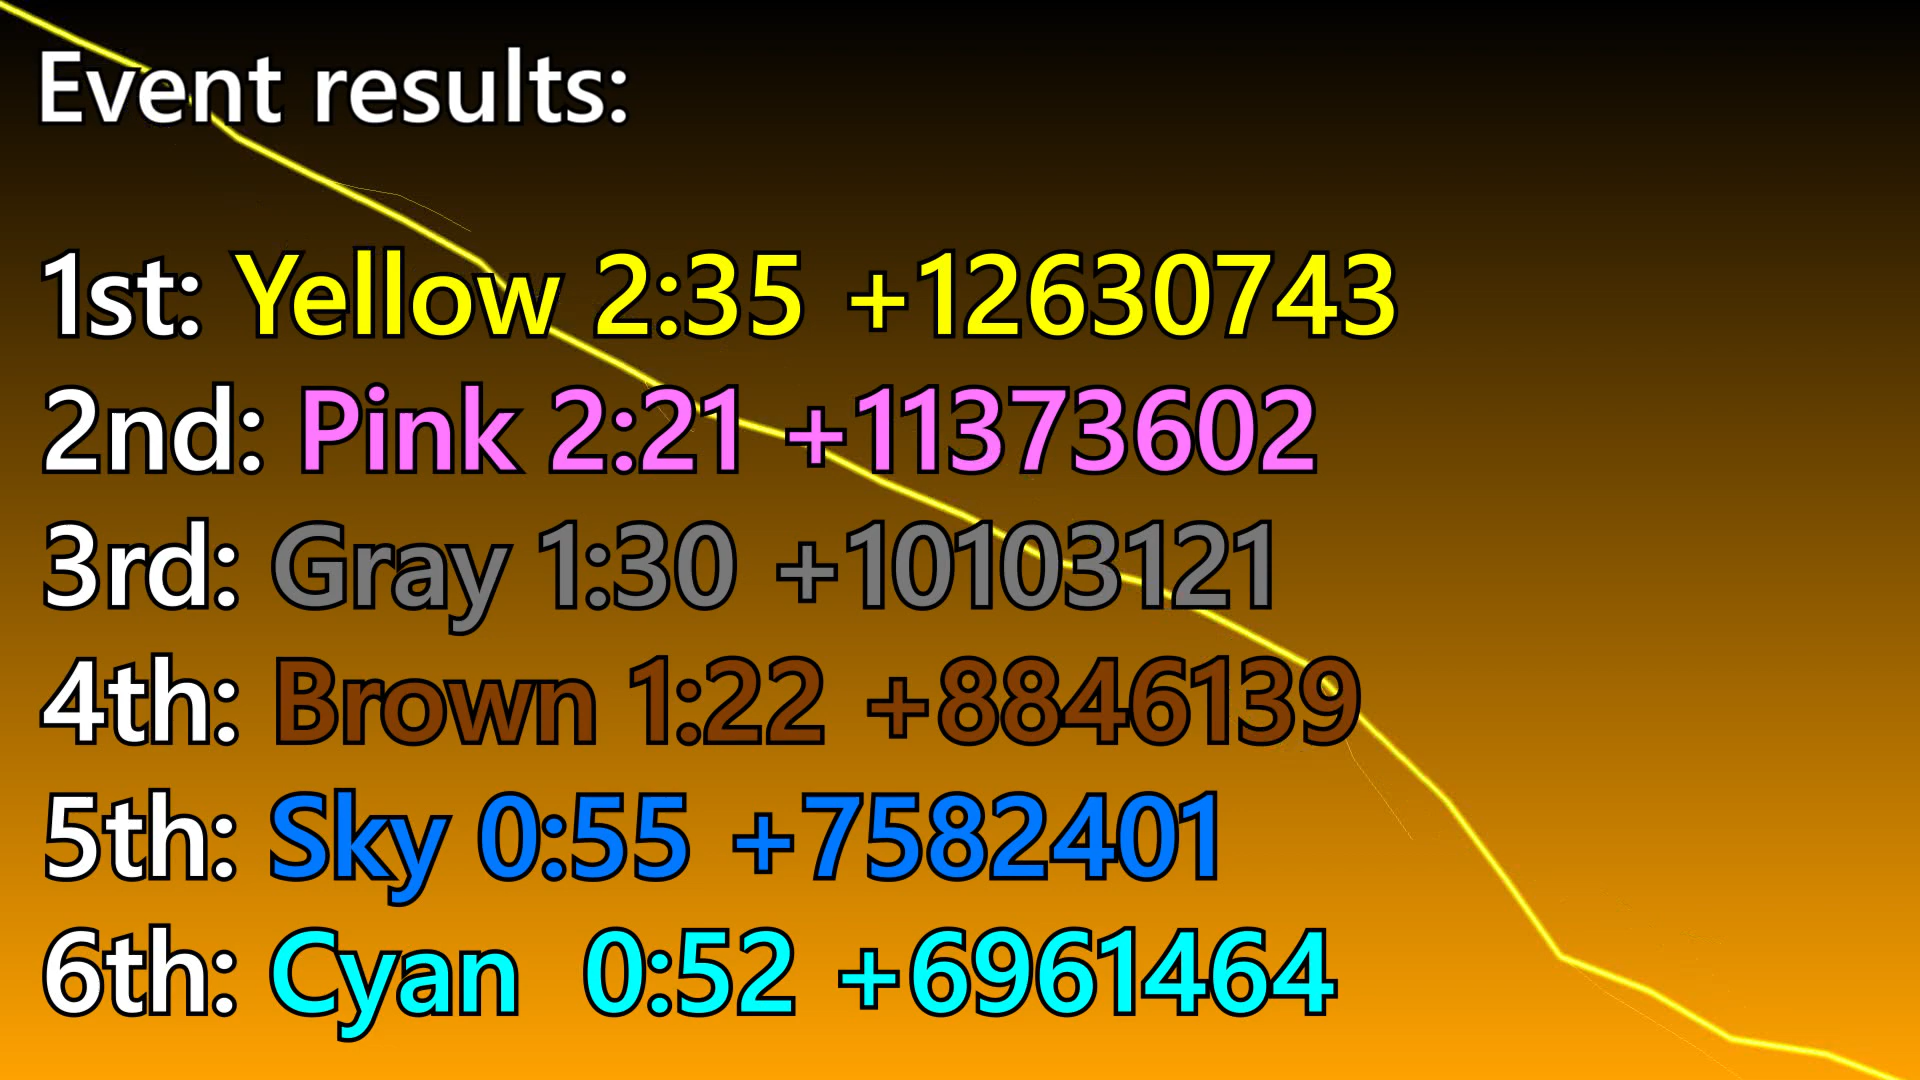 Event results:
1st: Yellow 2:35 +12630743
2nd: Pink 2:21 +11373602
3rd: Gray 1:30 +10103121
4th: Brown 1:22 +8846139
5th: Sky 0:55 +7582401
6th: Cyan  0:52 +6961464